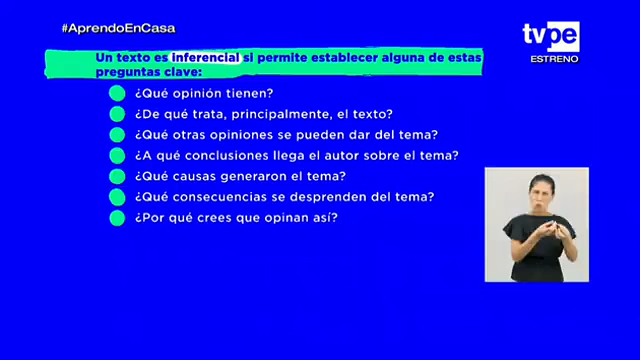 #AprendoEnCasa
tvpe
ESTRENO
Un texto es inferencial si permite establecer alguna de estas
preguntas clave:
¿Qué opinión tienen?
¿De qué trata, principalmente, el texto?
¿Qué otras opiniones se pueden dar del tema?
¿A qué conclusiones llega el autor sobre el tema?
¿Qué causas generaron el tema?
¿Qué consecuencias se desprenden del tema?
¿Por qué crees que opinan así?